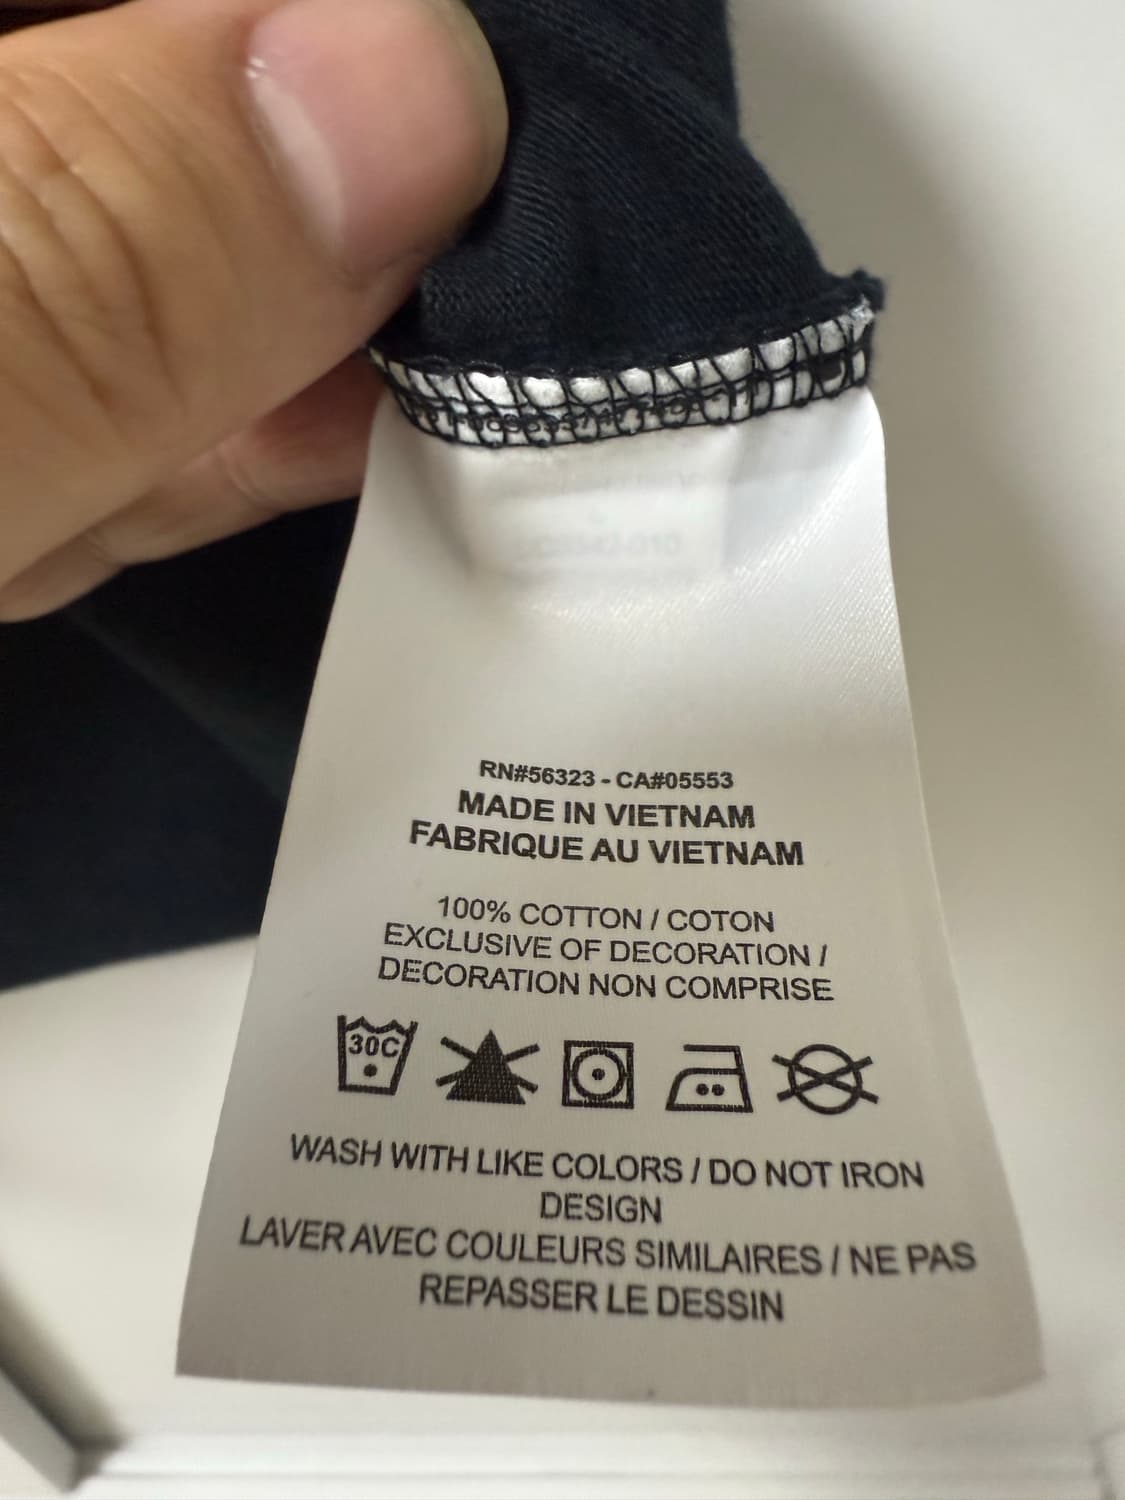 RN#56323 - CA#05553
MADE IN VIETNAM
FABRIQUE AU VIETNAM
100% COTTON / COTON
EXCLUSIVE OF DECORATION /
DECORATION NON COMPRISE
30C
WASH WITH LIKE COLORS / DO NOT IRON
DESIGN
LAVER AVEC COULEURS SIMILAIRES / NE PAS
REPASSER LE DESSIN